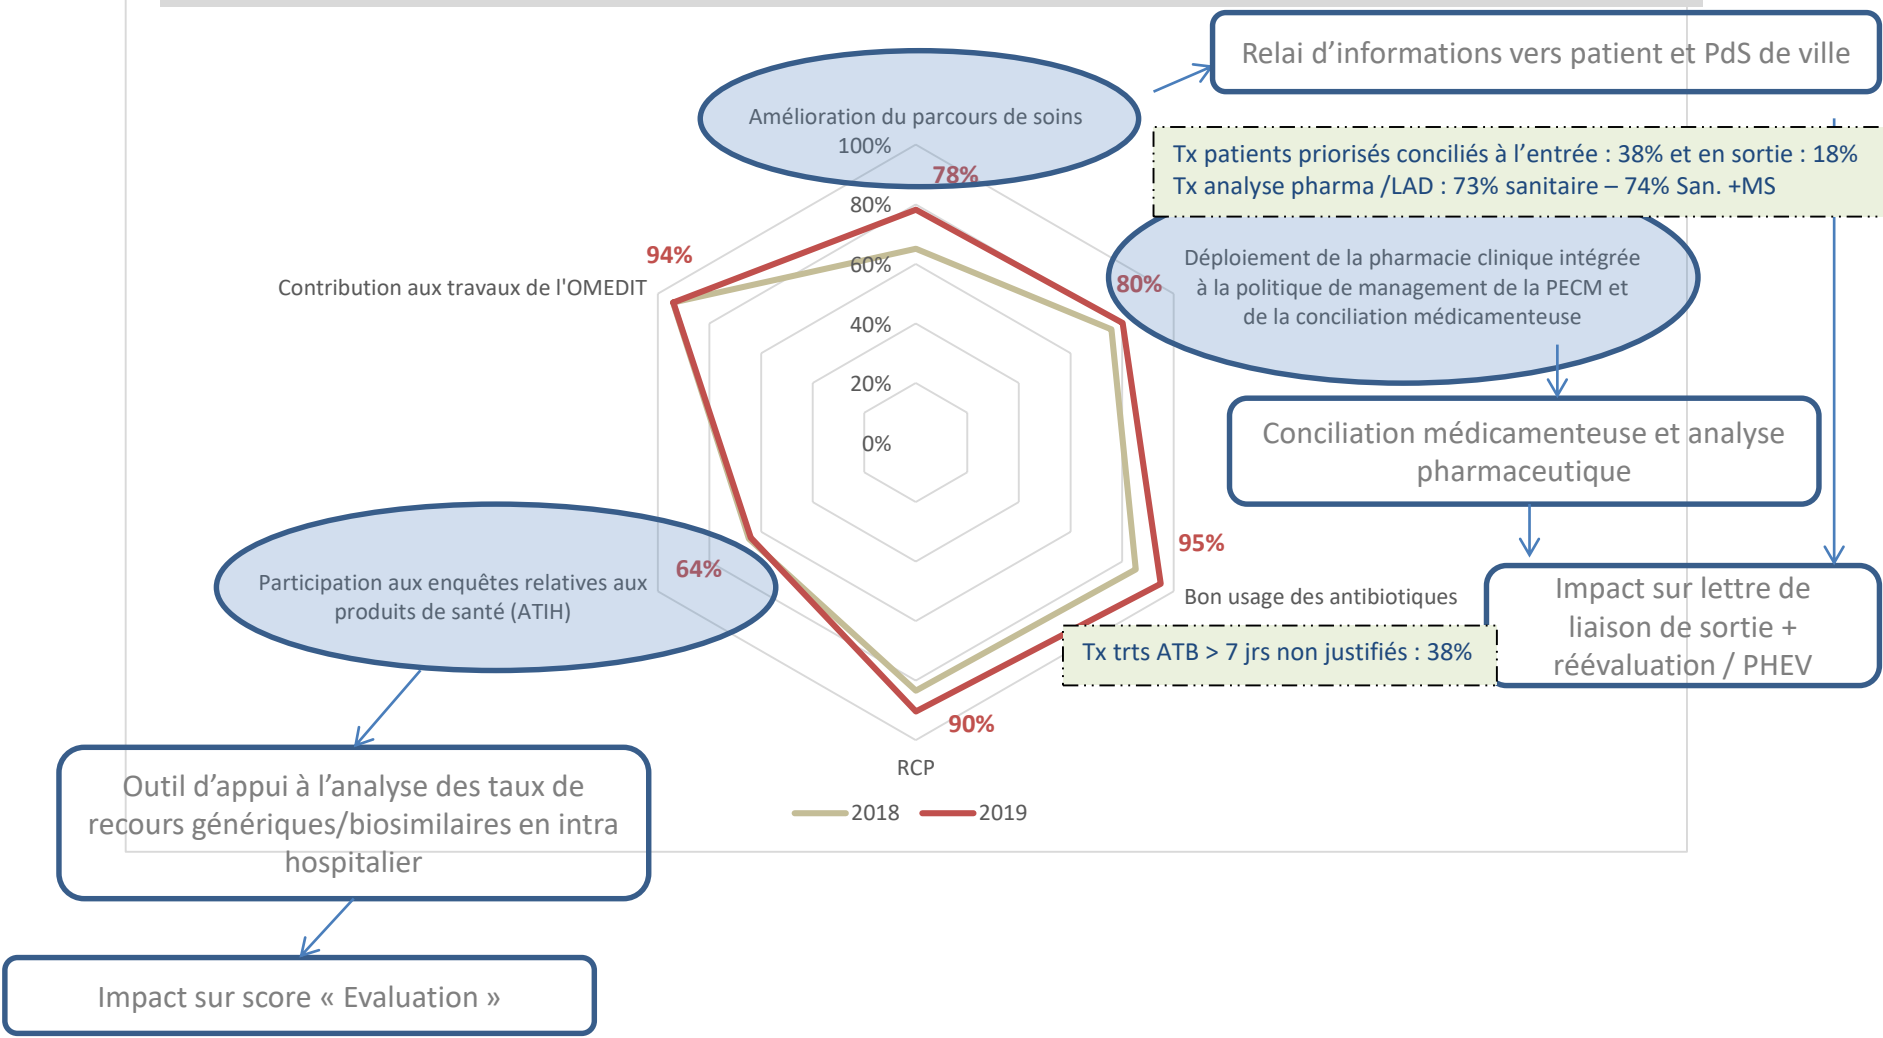 Relai d’informations vers patient et PdS de ville
Amélioration du parcours de soins
100%
78%
80%
60%
40%
20%
0%
Tx patients priorisés conciliés à l’entrée : 38% et en sortie : 18%
Tx analyse pharma /LAD : 73% sanitaire – 74% San. +MS
94%
Contribution aux travaux de l'OMEDIT
80%
Déploiement de la pharmacie clinique intégrée
à la politique de management de la PECM et
de la conciliation médicamenteuse
Conciliation médicamenteuse et analyse
pharmaceutique
95%
Bon usage des antibiotiques
Tx trts ATB > 7 jrs non justifiés : 38%
Impact sur lettre de
liaison de sortie +
réévaluation / PHEV
64%
Participation aux enquêtes relatives aux
produits de santé (ATIH)
90%
RCP
2018
2019
Outil d’appui à l’analyse des taux de
recours génériques/biosimilaires en intra
hospitalier
Impact sur score « Evaluation »